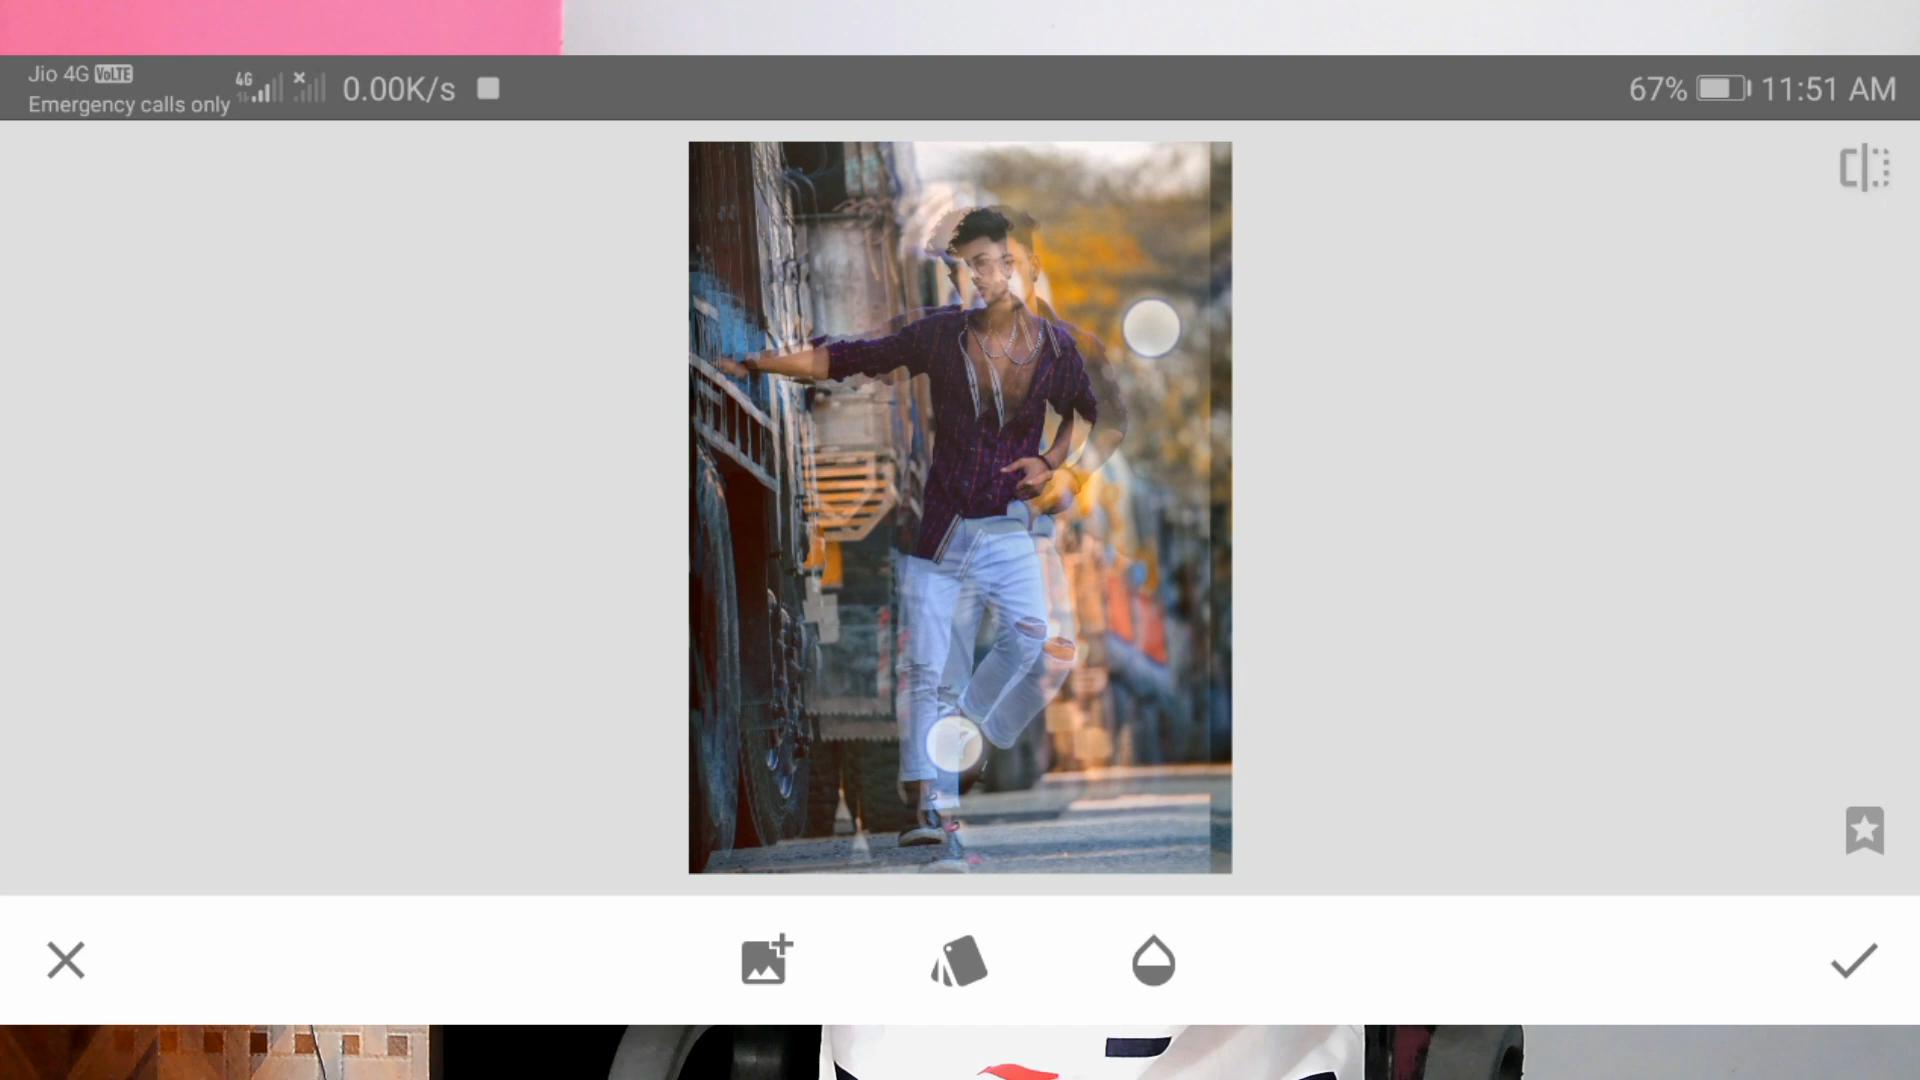 Jio 4G VoLTE
Emergency calls only
4G
0.00K/s
67%
11:51 AM